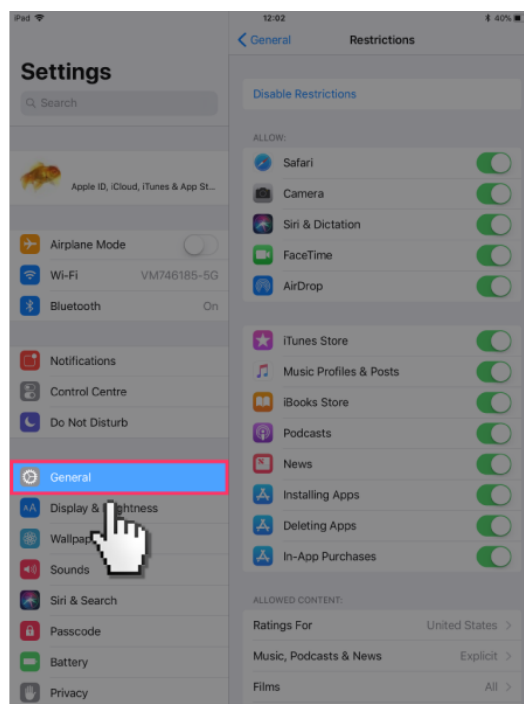 iPad
12:02
40%
Settings
Search
Apple ID, iCloud, iTunes & App St...
Airplane Mode
Wi-Fi VM746185-5G
Bluetooth On
Notifications
Control Centre
Do Not Disturb
General
Display & Brightness
Wallpap
Sounds
Siri & Search
Passcode
Battery
Privacy
General
Restrictions
Disable Restrictions
ALLOW:
Safari
Camera
Siri & Dictation
FaceTime
AirDrop
iTunes Store
Music Profiles & Posts
iBooks Store
Podcasts
News
Installing Apps
Deleting Apps
In-App Purchases
ALLOWED CONTENT:
Ratings For United States
Music, Podcasts & News Explicit
Films All